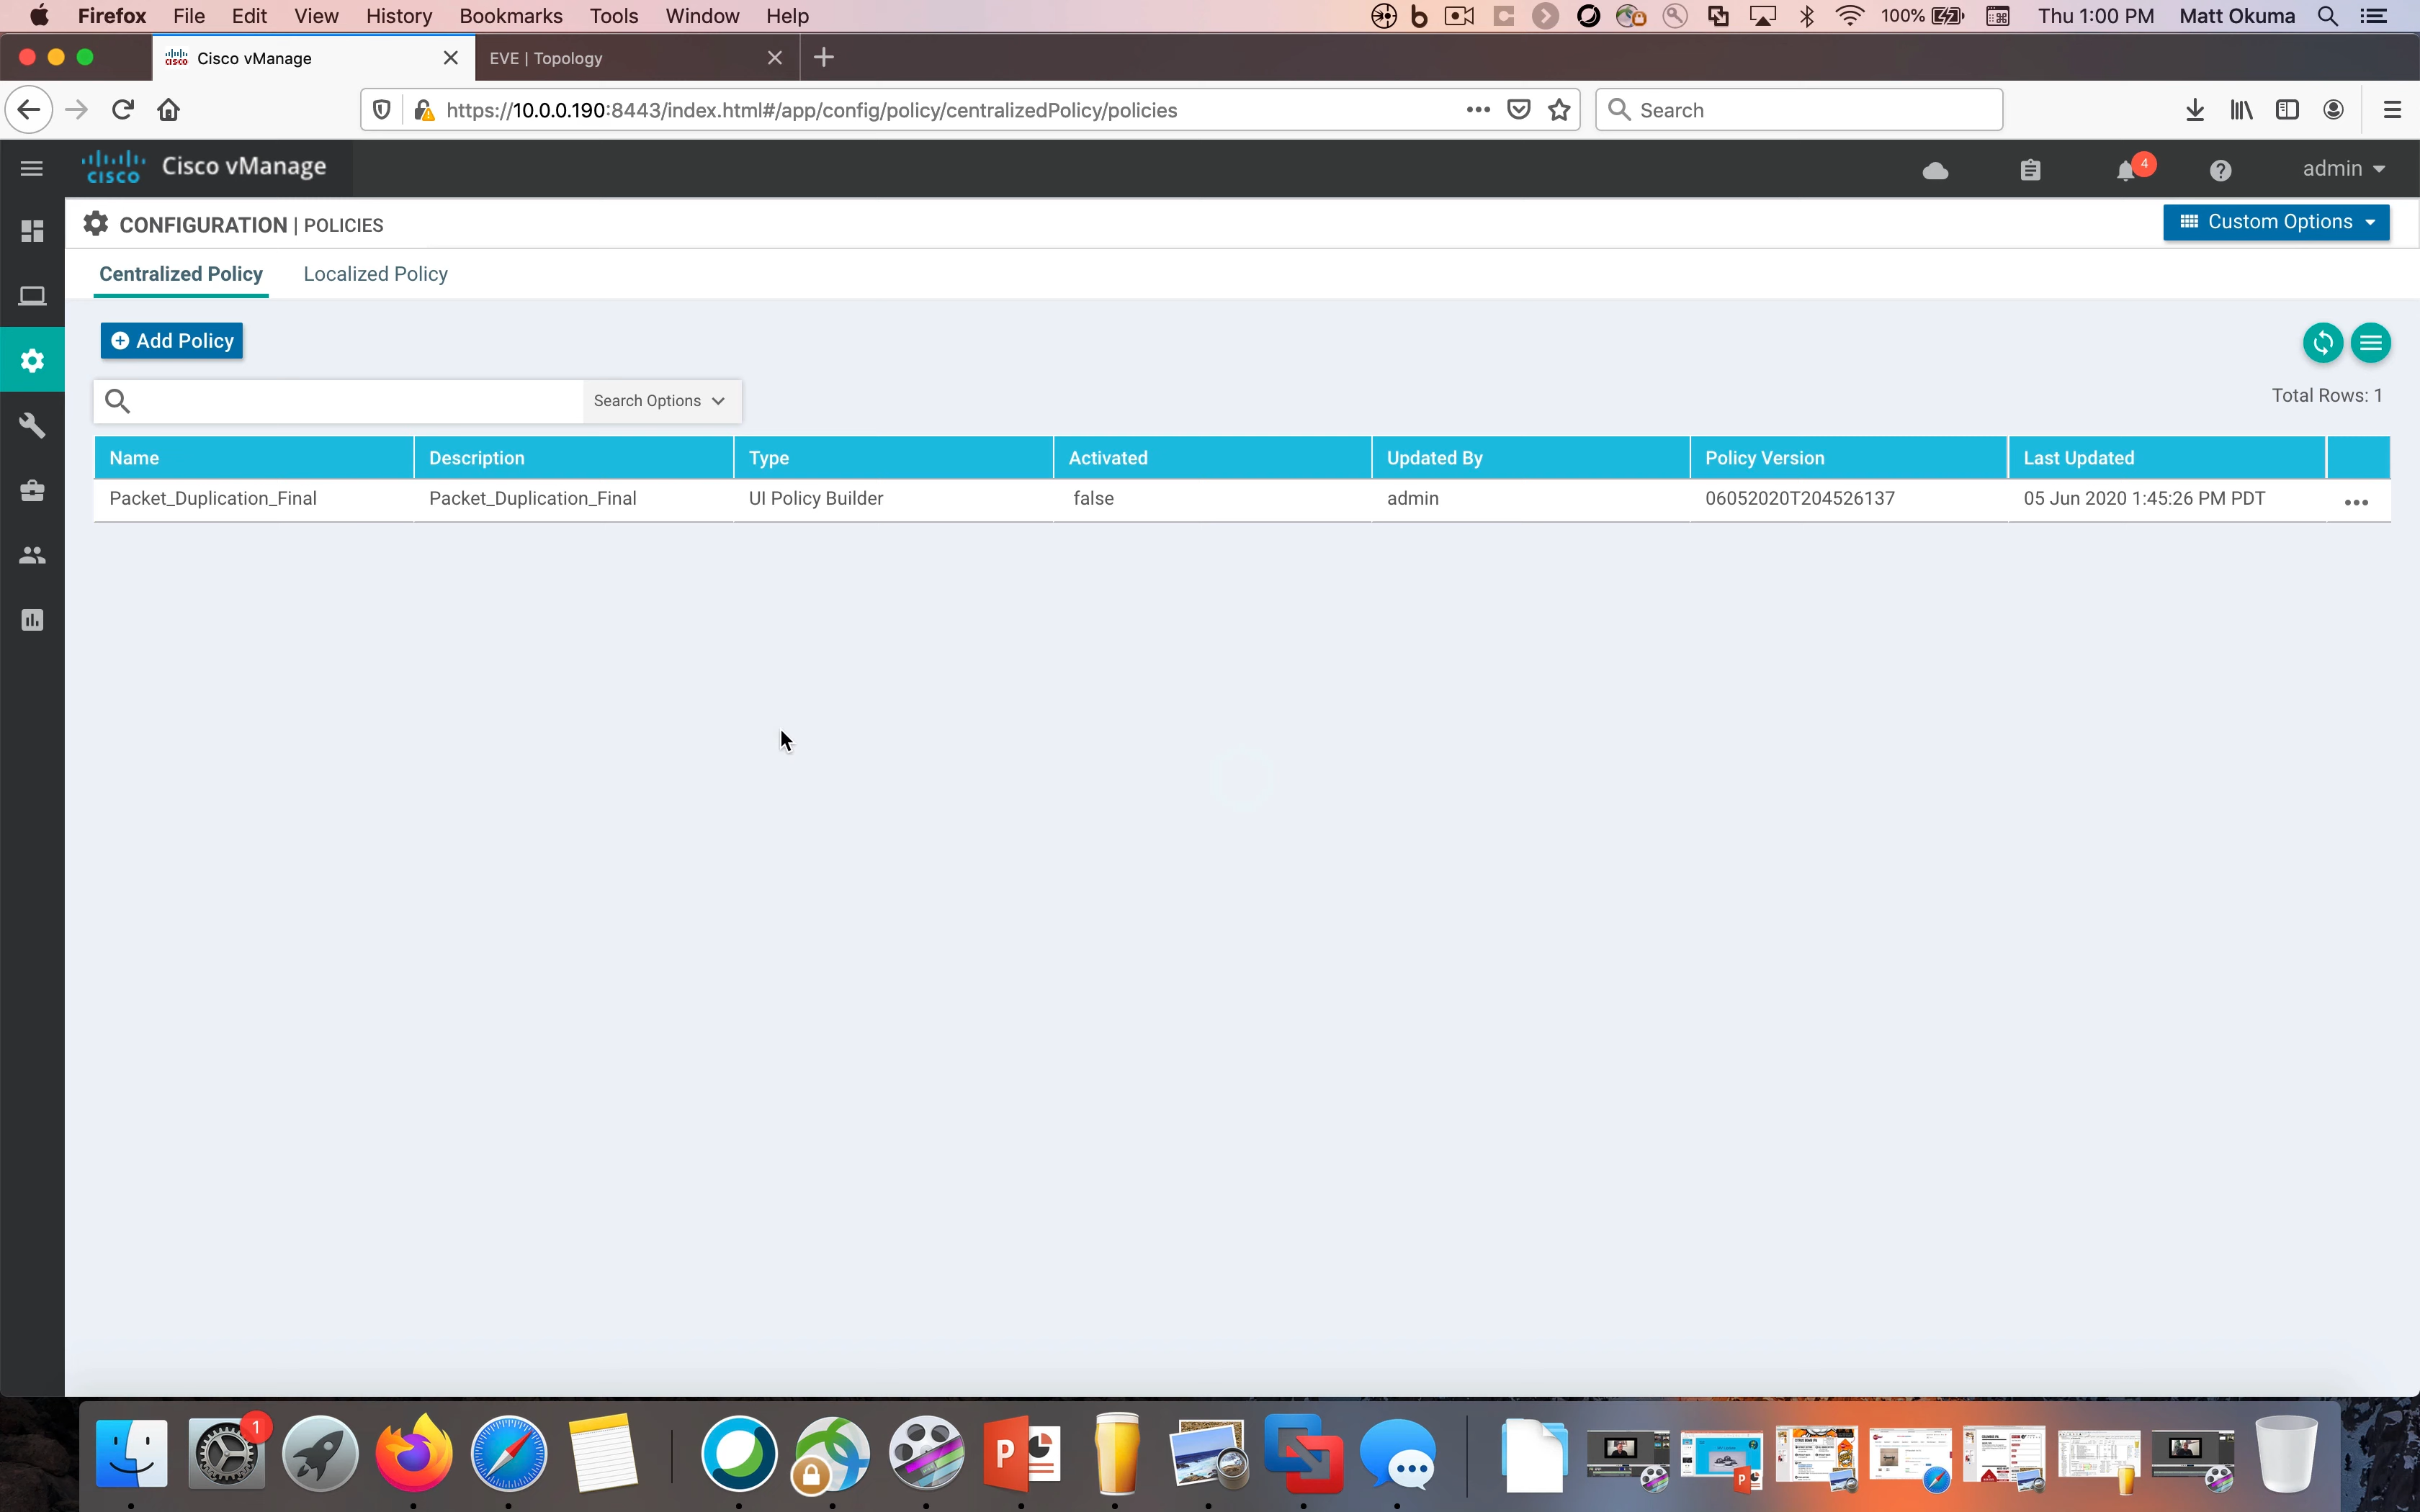 Firefox File Edit View History Bookmarks Tools Window Help 100% Thu 1:00 PM Matt Okuma
Cisco vManage EVE | Topology
https://10.0.0.190:8443/index.html#/app/config/policy/centralizedPolicy/policies Search
cisco Cisco vManage 4 admin
CONFIGURATION | POLICIES Custom Options
Centralized Policy Localized Policy
Add Policy
Search Options Total Rows: 1
Name Description Type Activated Updated By Policy Version Last Updated
Packet_Duplication_Final Packet_Duplication_Final UI Policy Builder false admin 06052020T204526137 05 Jun 2020 1:45:26 PM PDT
1
P